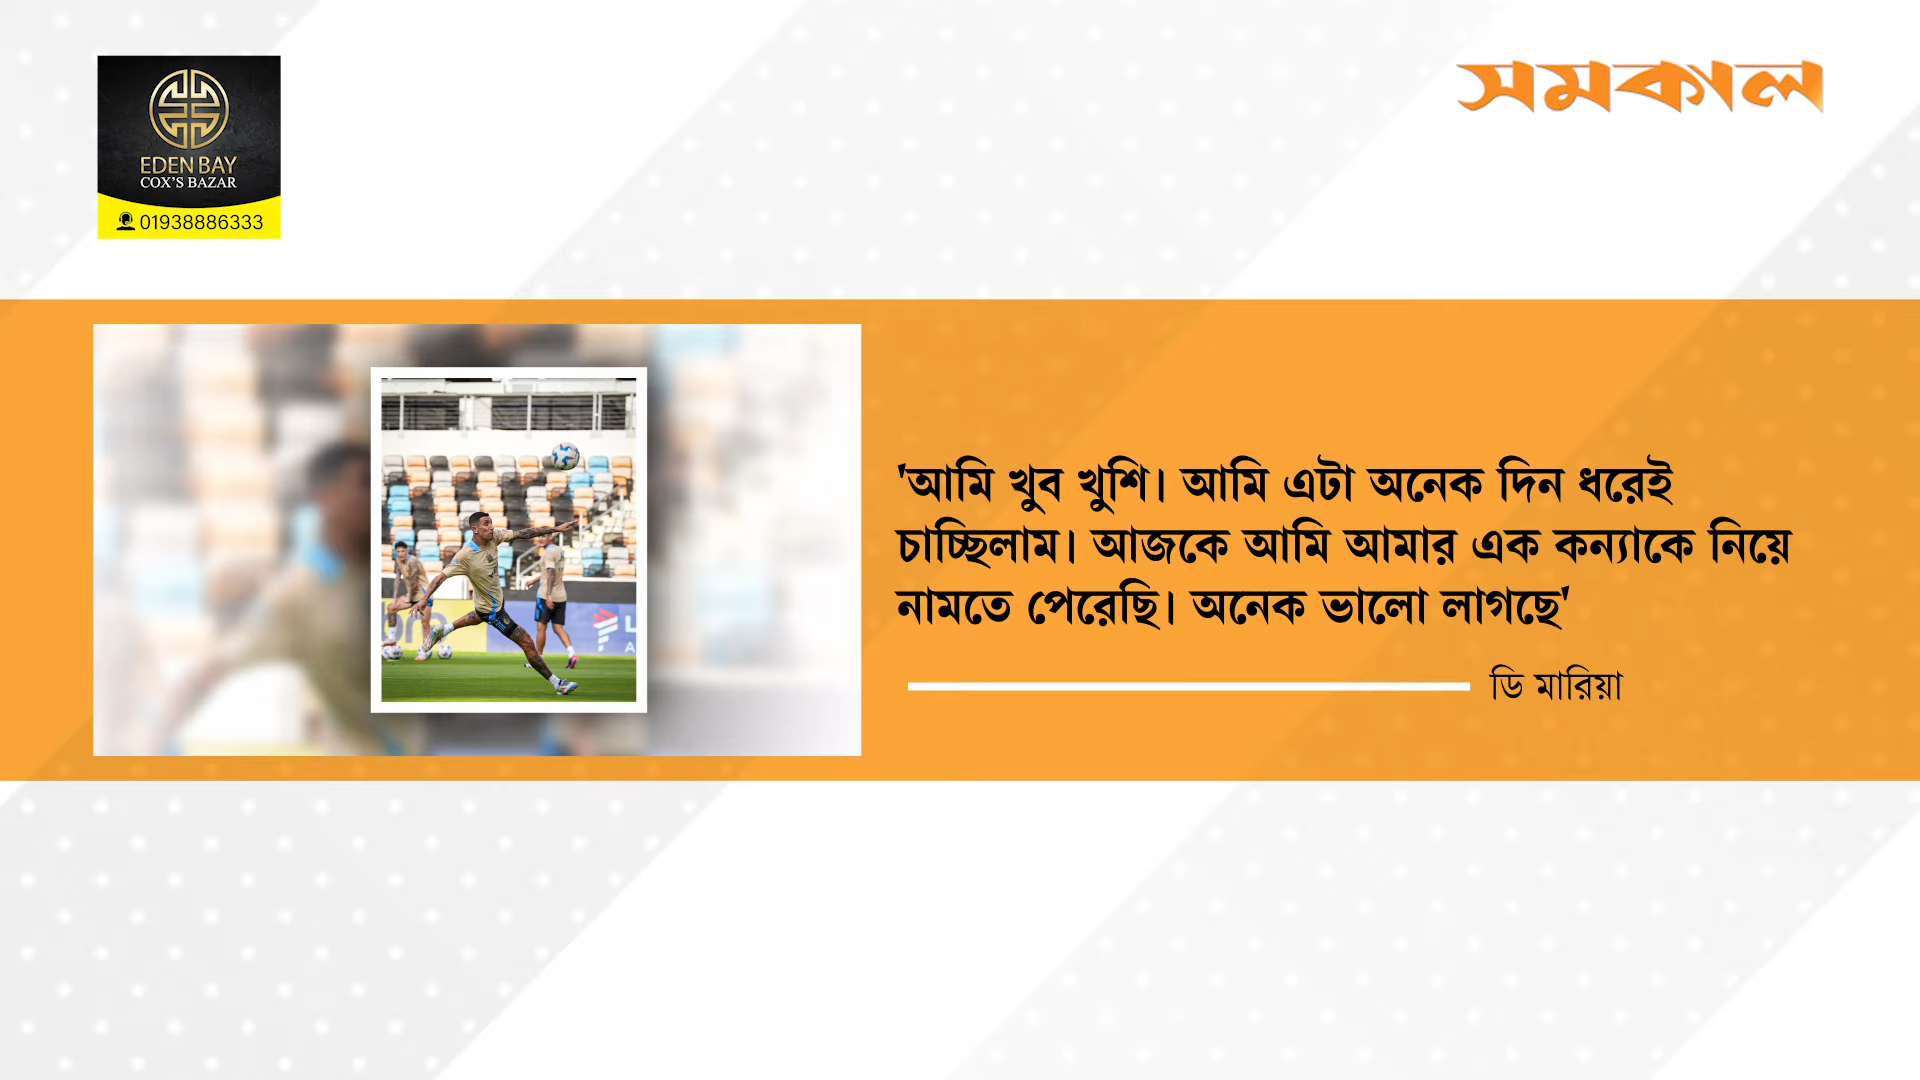 EDEN BAY
COX'S BAZAR
01938886333
সমকাল
'আমি খুব খুশি। আমি এটা অনেক দিন ধরেই
চাচ্ছিলাম। আজকে আমি আমার এক কন্যাকে নিয়ে
নামতে পেরেছি। অনেক ভালো লাগছে'
ডি মারিয়া